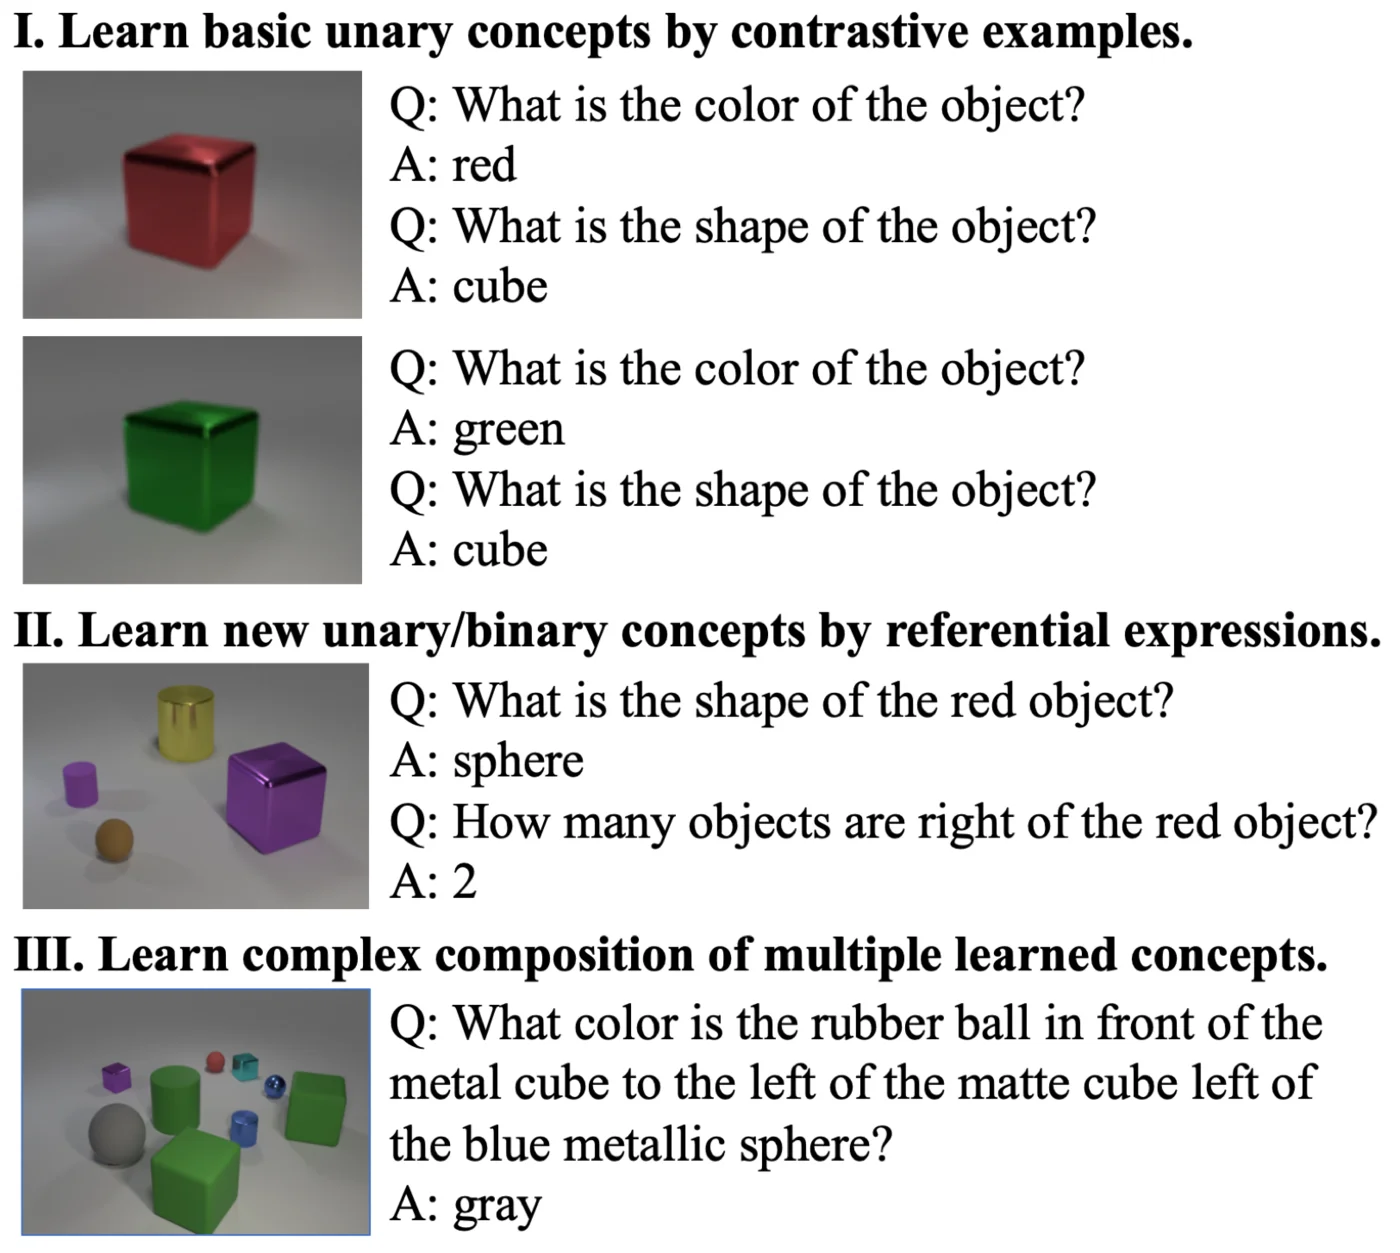 I. Learn basic unary concepts by contrastive examples.
Q: What is the color of the object?
A: red
Q: What is the shape of the object?
A: cube
Q: What is the color of the object?
A: green
Q: What is the shape of the object?
A: cube
II. Learn new unary/binary concepts by referential expressions.
Q: What is the shape of the red object?
A: sphere
Q: How many objects are right of the red object?
A: 2
III. Learn complex composition of multiple learned concepts.
Q: What color is the rubber ball in front of the
metal cube to the left of the matte cube left of
the blue metallic sphere?
A: gray